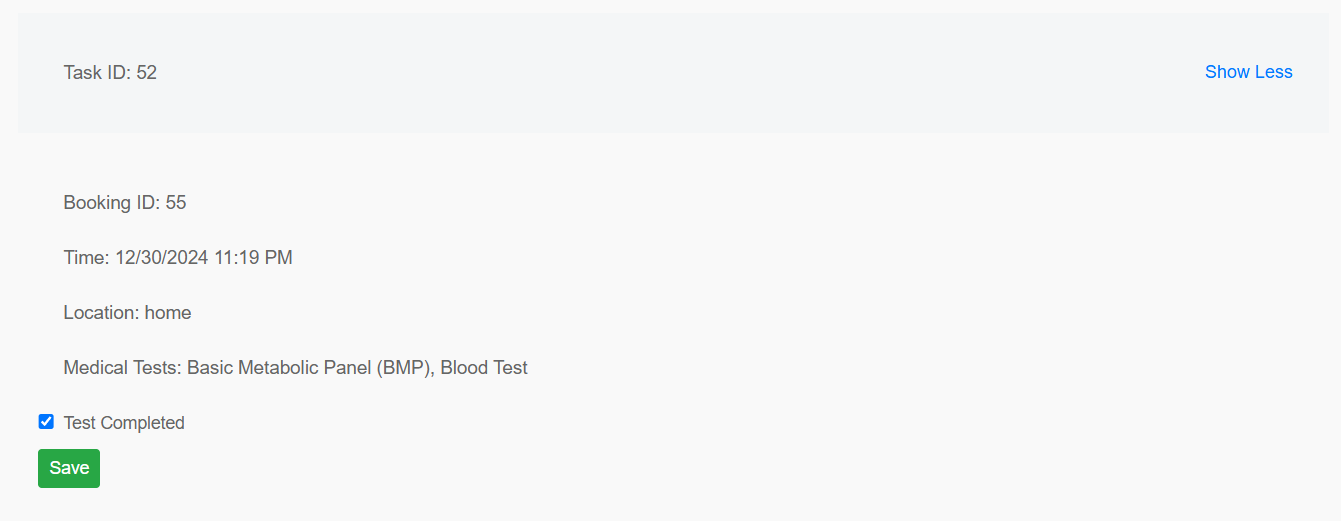 Task ID: 52
Show Less
Booking ID: 55
Time: 12/30/2024 11:19 PM
Location: home
Medical Tests: Basic Metabolic Panel (BMP), Blood Test
Test Completed
Save